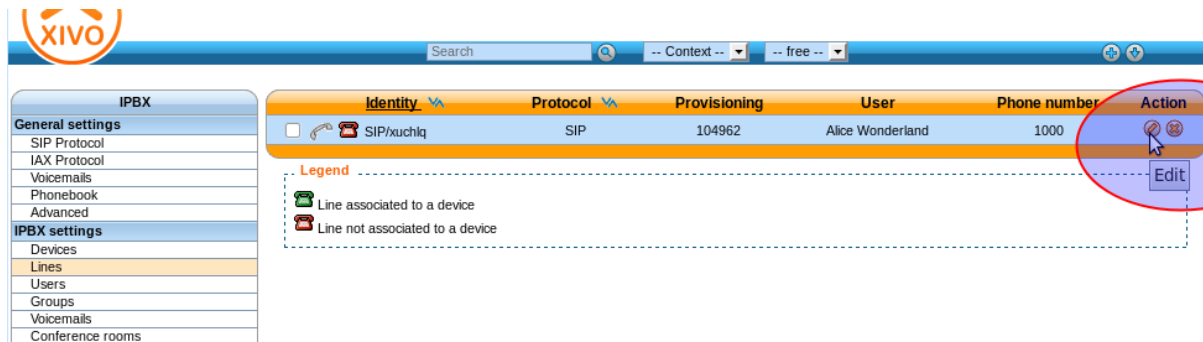 XIVO
Search
-- Context --
-- free --
IPBX
General settings
SIP Protocol
IAX Protocol
Voicemails
Phonebook
Advanced
IPBX settings
Devices
Lines
Users
Groups
Voicemails
Conference rooms
Identity Protocol Provisioning User Phone number Action
SIP/xuchlq SIP 104962 Alice Wonderland 1000
Edit
Legend
Line associated to a device
Line not associated to a device